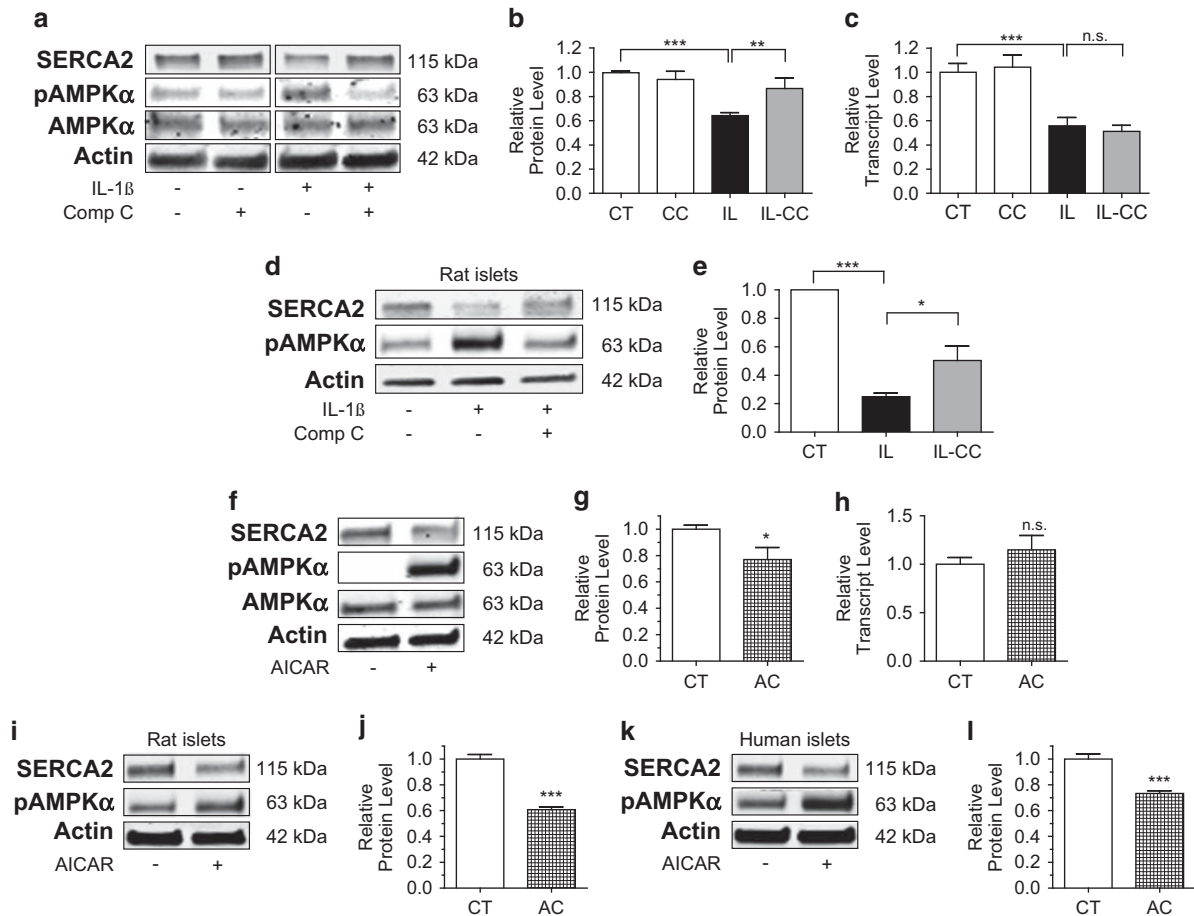 a
SERCA2 115 kDa
pAMPKα 63 kDa
AMPKα 63 kDa
Actin 42 kDa
IL-1ß - - + +
Comp C - + - +
b
Relative
Protein Level
1.2
1.0
0.8
0.6
0.4
0.2
0.0
*** **
CT CC IL IL-CC
c
Relative
Transcript Level
1.2
1.0
0.8
0.6
0.4
0.2
0.0
*** n.s.
CT CC IL IL-CC
d
Rat islets
SERCA2 115 kDa
pAMPKα 63 kDa
Actin 42 kDa
IL-1ß - + +
Comp C - - +
e
Relative
Protein Level
1.0
0.8
0.6
0.4
0.2
0.0
***
*
CT IL IL-CC
f
SERCA2 115 kDa
pAMPKα 63 kDa
AMPKα 63 kDa
Actin 42 kDa
AICAR - +
g
Relative
Protein Level
1.0
0.8
0.6
0.4
0.2
0.0
*
CT AC
h
Relative
Transcript Level
1.5
1.0
0.5
0.0
n.s.
CT AC
i
Rat islets
SERCA2 115 kDa
pAMPKα 63 kDa
Actin 42 kDa
AICAR - +
j
Relative
Protein Level
1.0
0.8
0.6
0.4
0.2
0.0
***
CT AC
k
Human islets
SERCA2 115 kDa
pAMPKα 63 kDa
Actin 42 kDa
AICAR - +
l
Relative
Protein Level
1.0
0.8
0.6
0.4
0.2
0.0
***
CT AC